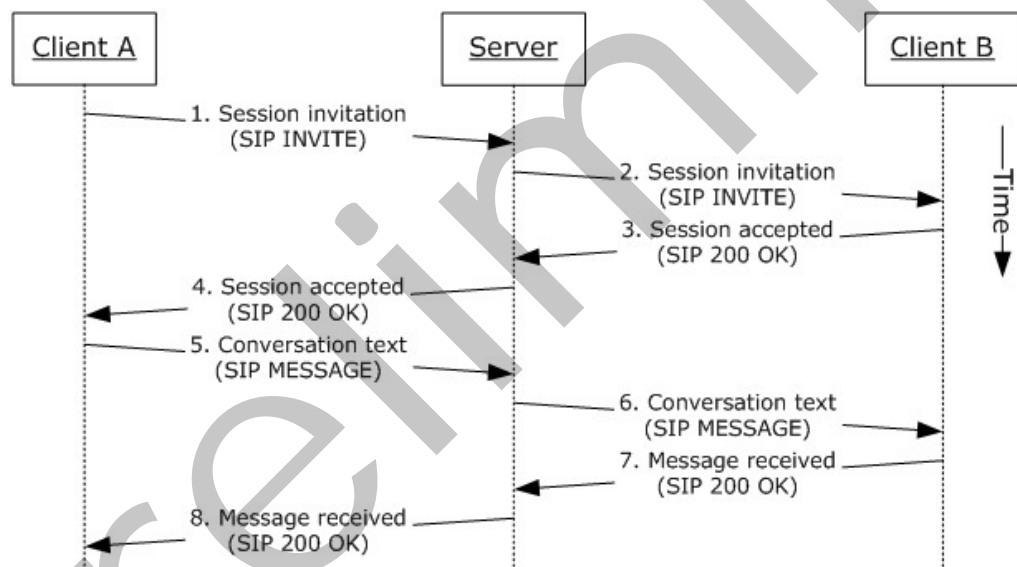 Client A
Server
Client B
1. Session invitation
(SIP INVITE)
2. Session invitation
(SIP INVITE)
Time
3. Session accepted
(SIP 200 OK)
4. Session accepted
(SIP 200 OK)
5. Conversation text
(SIP MESSAGE)
6. Conversation text
(SIP MESSAGE)
7. Message received
(SIP 200 OK)
8. Message received
(SIP 200 OK)
relimi